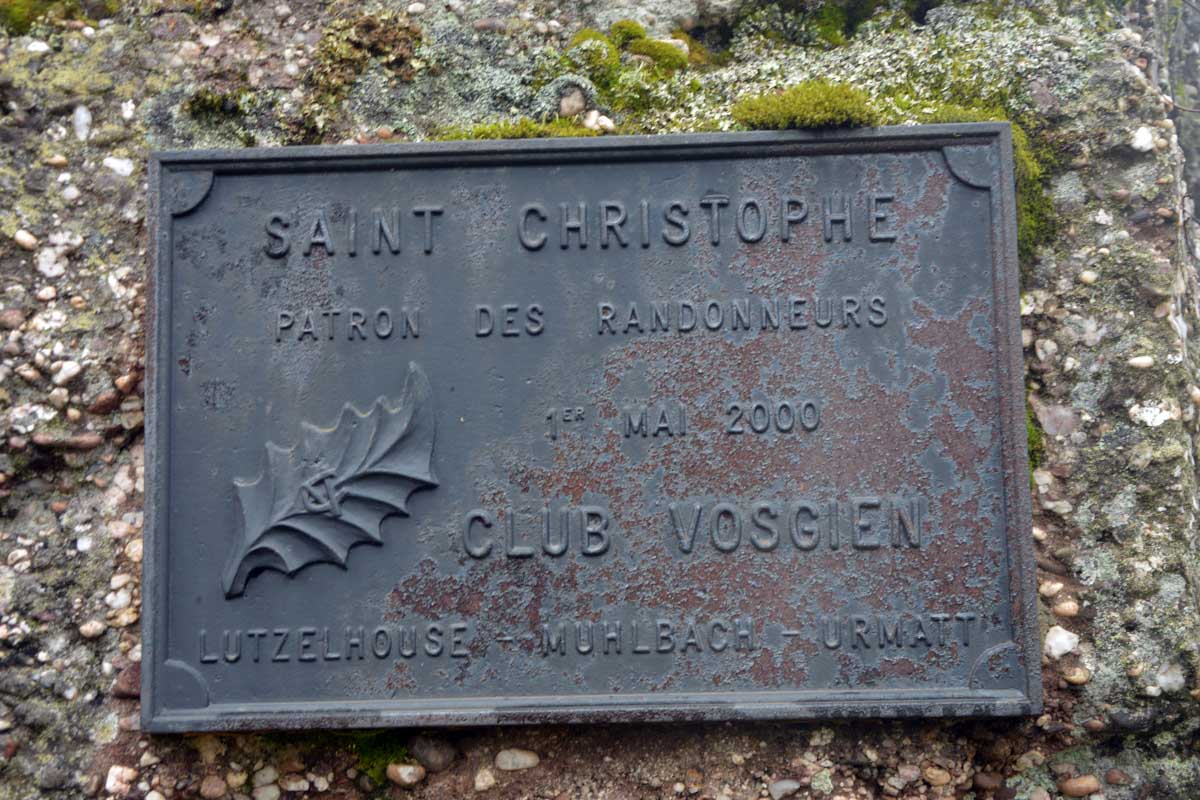 SAINT CHRISTOPHE
PATRON DES RANDONNEURS
1ER MAI 2000
CLUB VOSGIEN
LUTZELHOUSE - MUHLBACH - URMATT